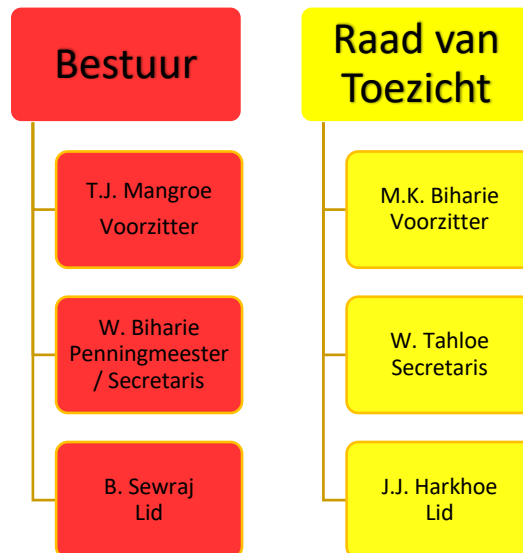 Bestuur
T.J. Mangroe
Voorzitter
W. Biharie
Penningmeester
/ Secretaris
B. Sewraj
Lid
Raad van
Toezicht
M.K. Biharie
Voorzitter
W. Tahloe
Secretaris
J.J. Harkhoe
Lid